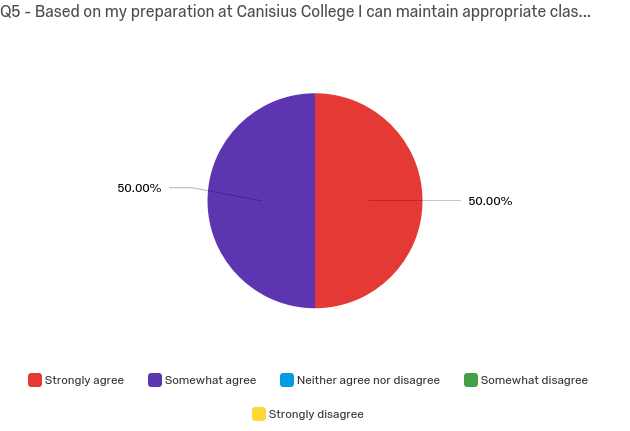 Q5 - Based on my preparation at Canisius College I can maintain appropriate clas...
50.00%
50.00%
Strongly agree
Somewhat agree
Neither agree nor disagree
Somewhat disagree
Strongly disagree